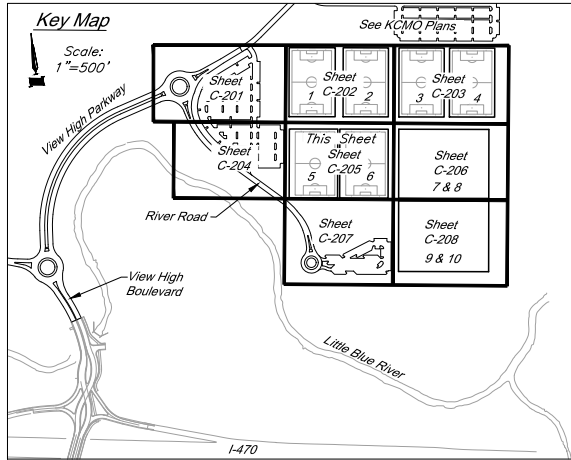 Key Map
Scale:
1"=500'
See KCMO Plans
Sheet
C-201
Sheet
C-202
1
2
Sheet
C-203
3
4
View High Parkway
Sheet
C-204
This Sheet
Sheet
C-205
5
6
Sheet
C-206
7 & 8
River Road
Sheet
C-207
Sheet
C-208
9 & 10
View High
Boulevard
Little Blue River
I-470